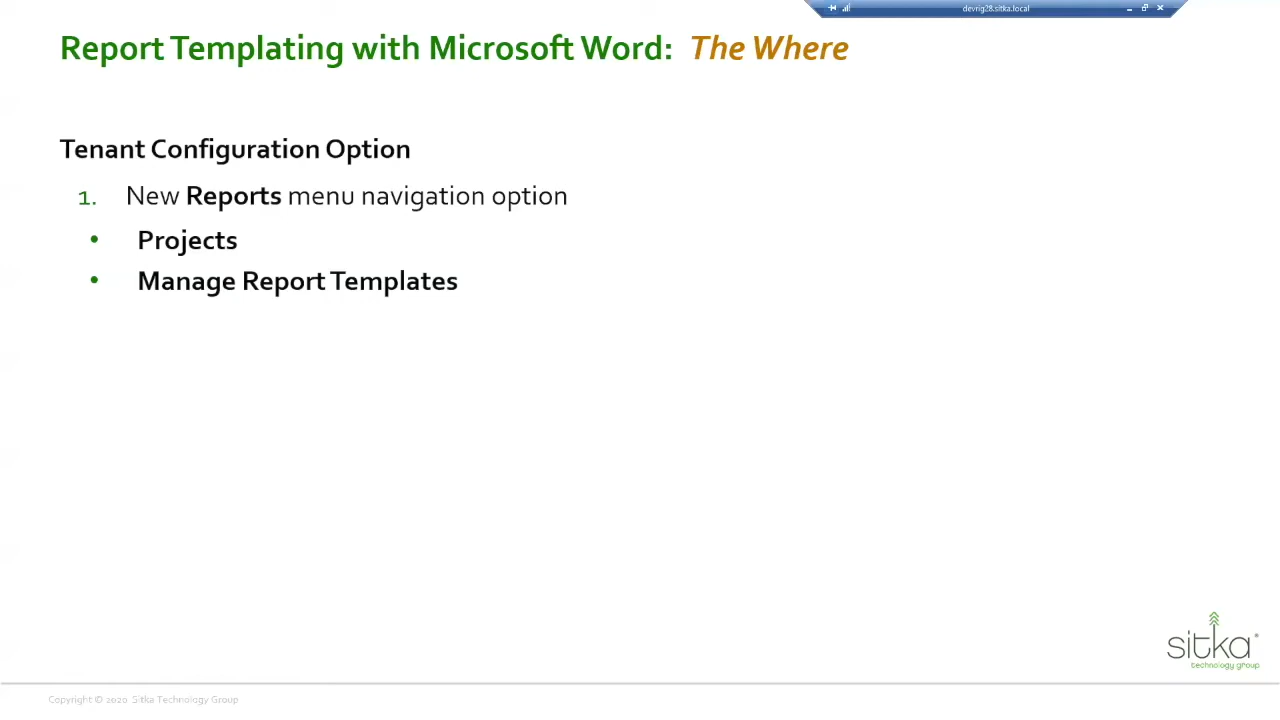 devrig28.sitka.local
Report Templating with Microsoft Word: The Where
Tenant Configuration Option
1. New Reports menu navigation option
• Projects
• Manage Report Templates
sitka®
technology group
Copyright © 2020 Sitka Technology Group